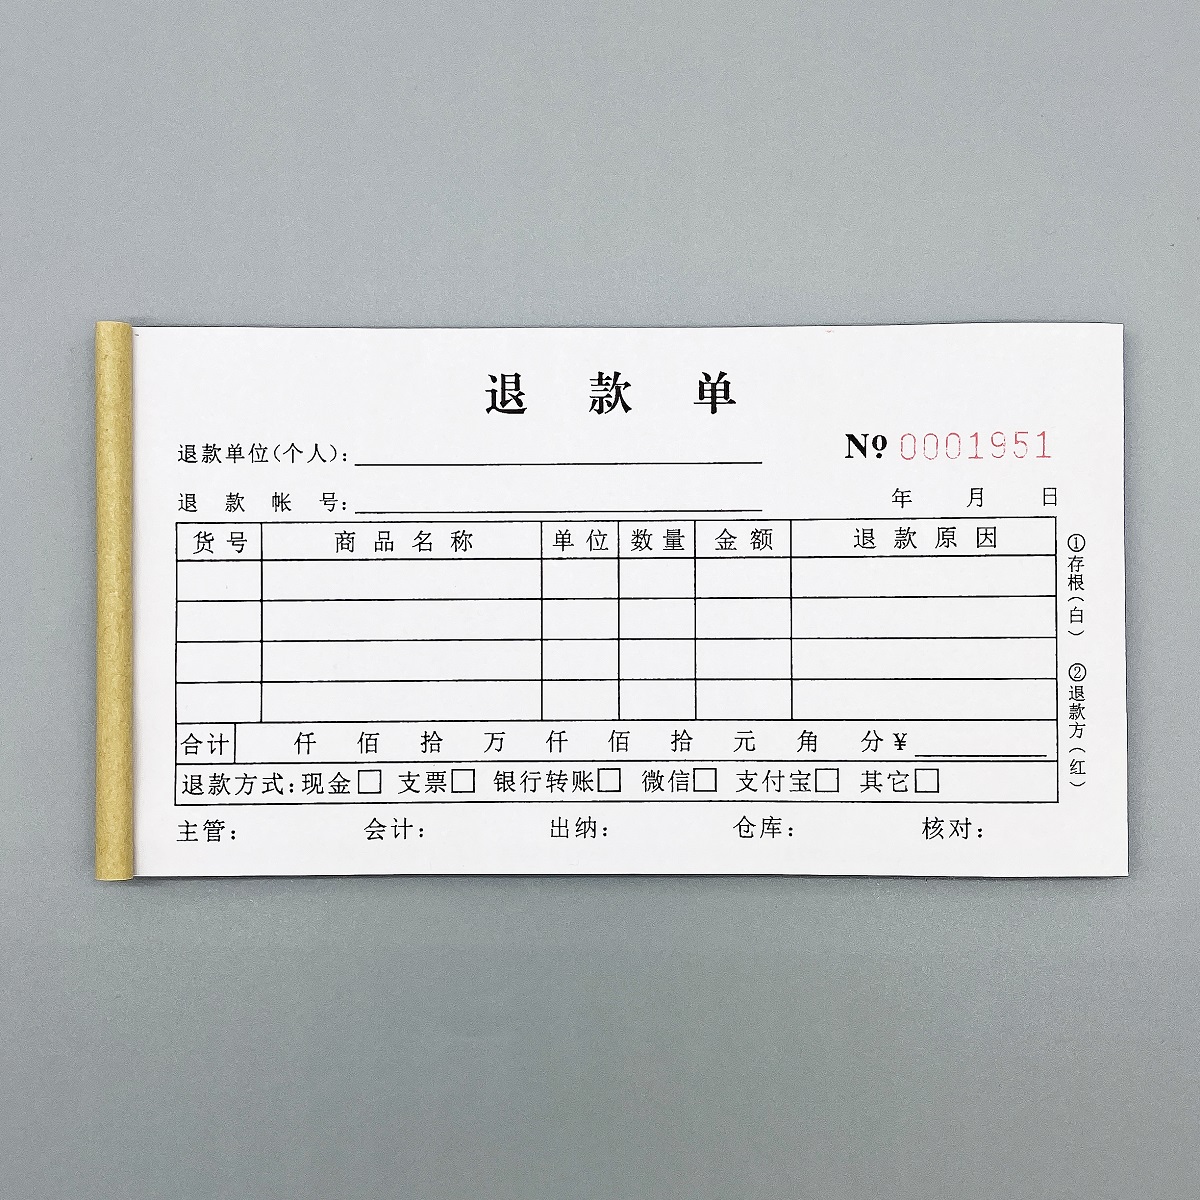 退款单
退款单位(个人):
№ 0001951
退款帐号:
年 月 日
货号 商品名称 单位 数量 金额 退款原因
合计 仟 佰 拾 万 仟 佰 拾 元 角 分 ¥
退款方式:现金□ 支票□ 银行转账□ 微信□ 支付宝□ 其它□
主管: 会计: 出纳: 仓库: 核对:
①存根(白) ②退款方(红)